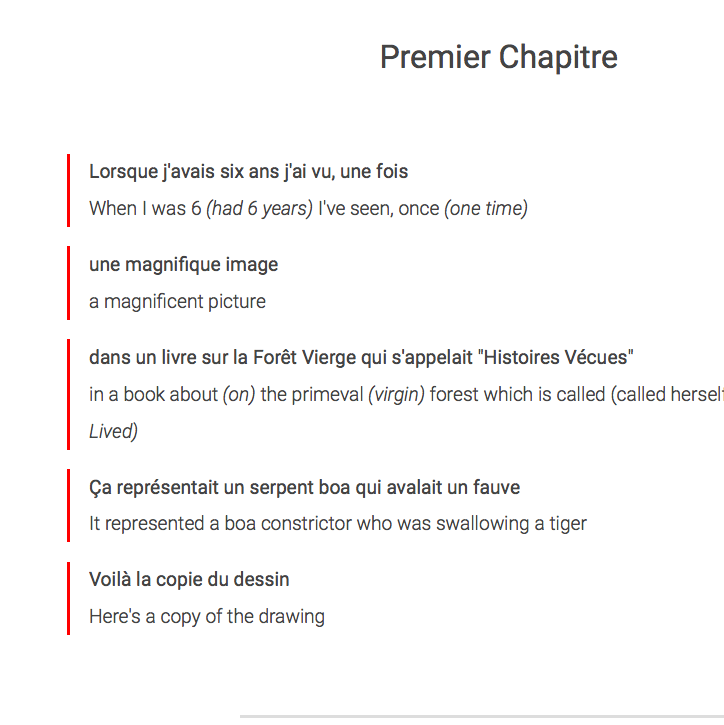 Premier Chapitre
Lorsque j'avais six ans j'ai vu, une fois
When I was 6 (had 6 years) I've seen, once (one time)
une magnifique image
a magnificent picture
dans un livre sur la Forêt Vierge qui s'appelait "Histoires Vécues"
in a book about (on) the primeval (virgin) forest which is called (called herself
Lived)
Ça représentait un serpent boa qui avalait un fauve
It represented a boa constrictor who was swallowing a tiger
Voilà la copie du dessin
Here's a copy of the drawing